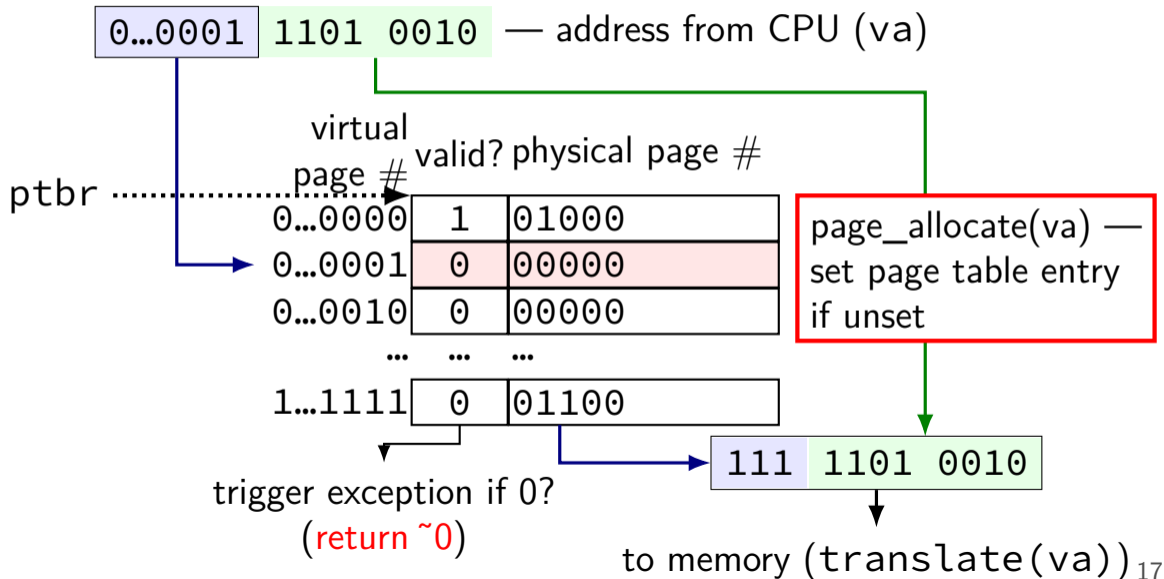 0…0001 1101 0010 — address from CPU (va)
virtual
page #
valid? physical page #
ptbr
0…0000 1 01000
0…0001 0 00000
0…0010 0 00000
… … …
1…1111 0 01100
page_allocate(va) —
set page table entry
if unset
111 1101 0010
trigger exception if 0?
(return ~0)
to memory (translate(va))
17